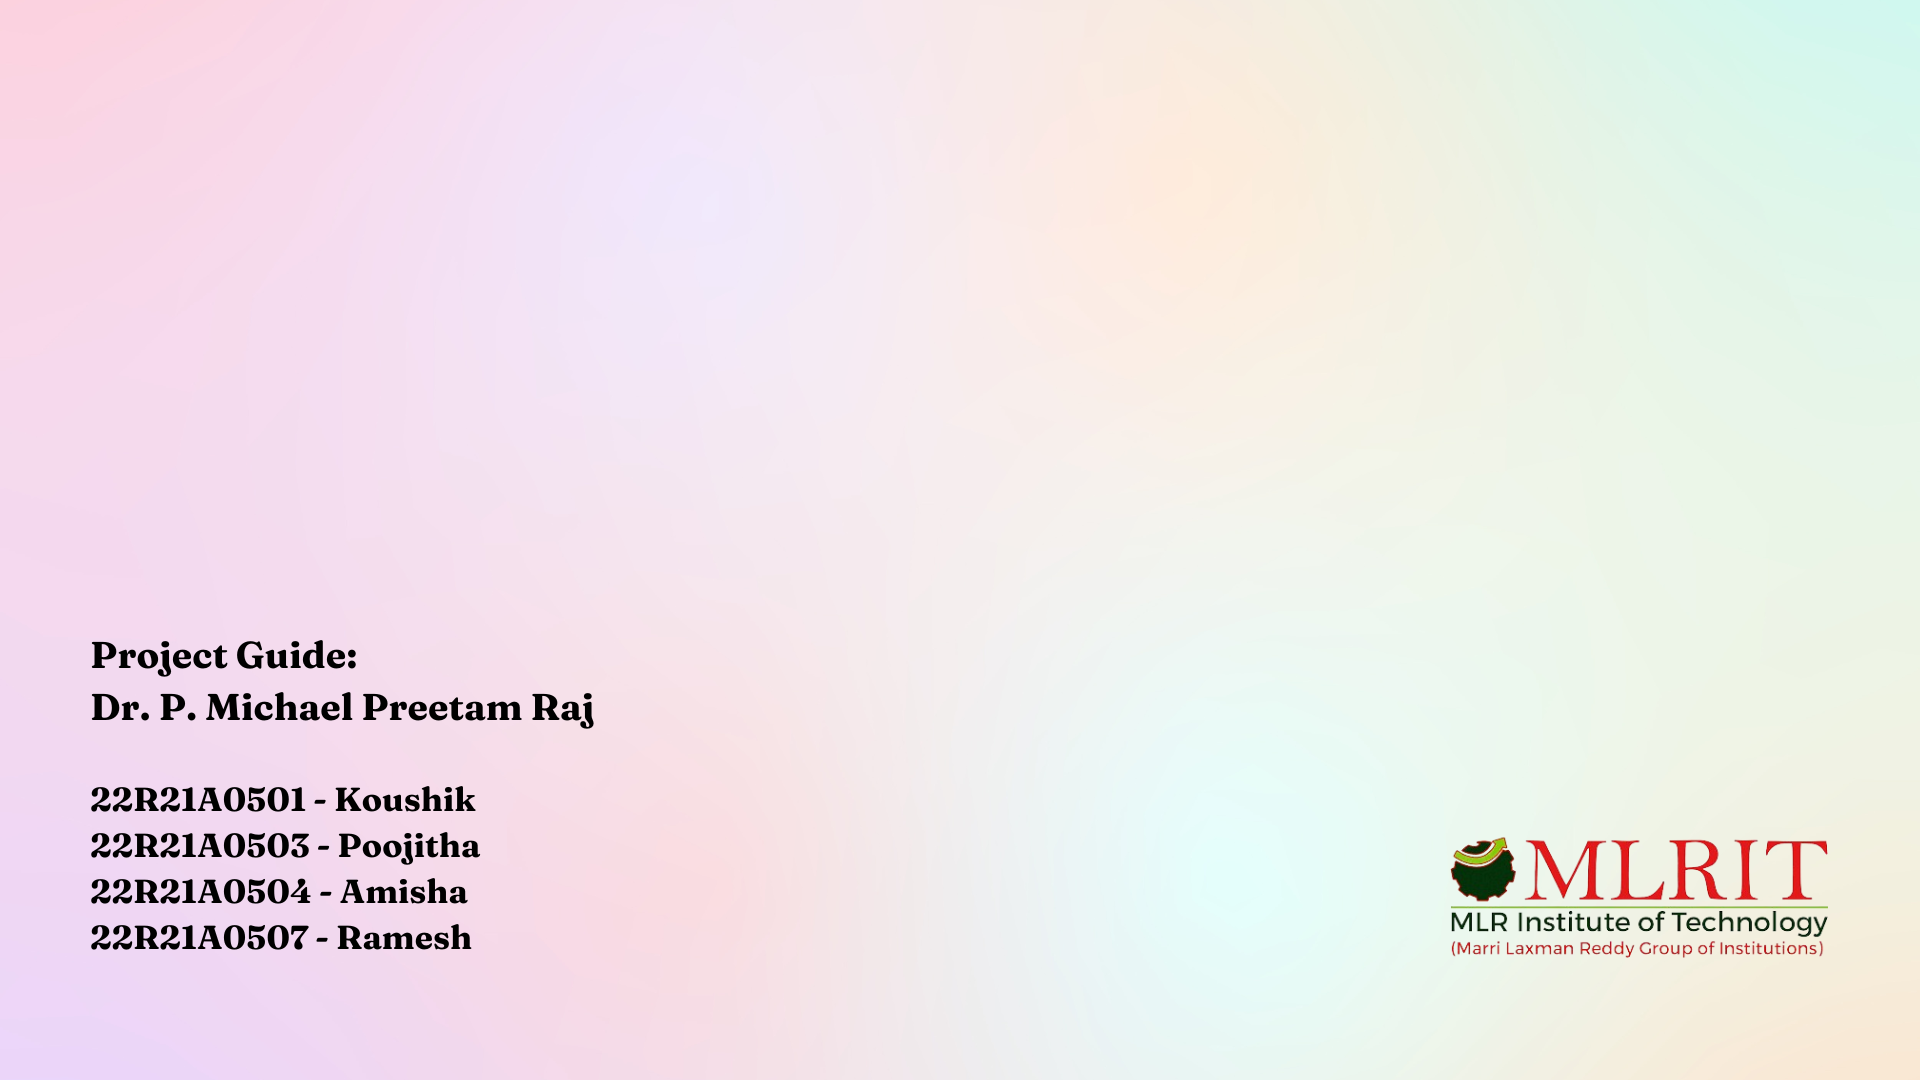 Project Guide:
Dr. P. Michael Preetam Raj
22R21A0501 - Koushik
22R21A0503 - Poojitha
22R21A0504 - Amisha
22R21A0507 - Ramesh
MLRIT
MLR Institute of Technology
(Marri Laxman Reddy Group of Institutions)